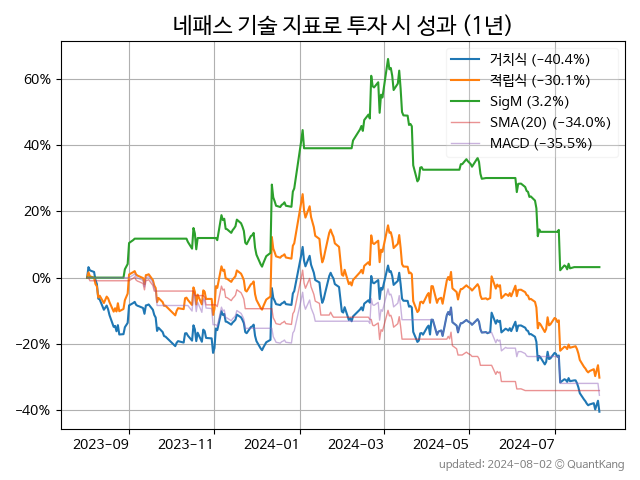 네패스 기술 지표로 투자 시 성과 (1년)
거치식 (−40.4%)
적립식 (−30.1%)
SigM (3.2%)
SMA(20) (−34.0%)
MACD (−35.5%)
60%
40%
20%
0%
−20%
−40%
2023-09
2023-11
2024-01
2024-03
2024-05
2024-07
updated: 2024-08-02 © QuantKang